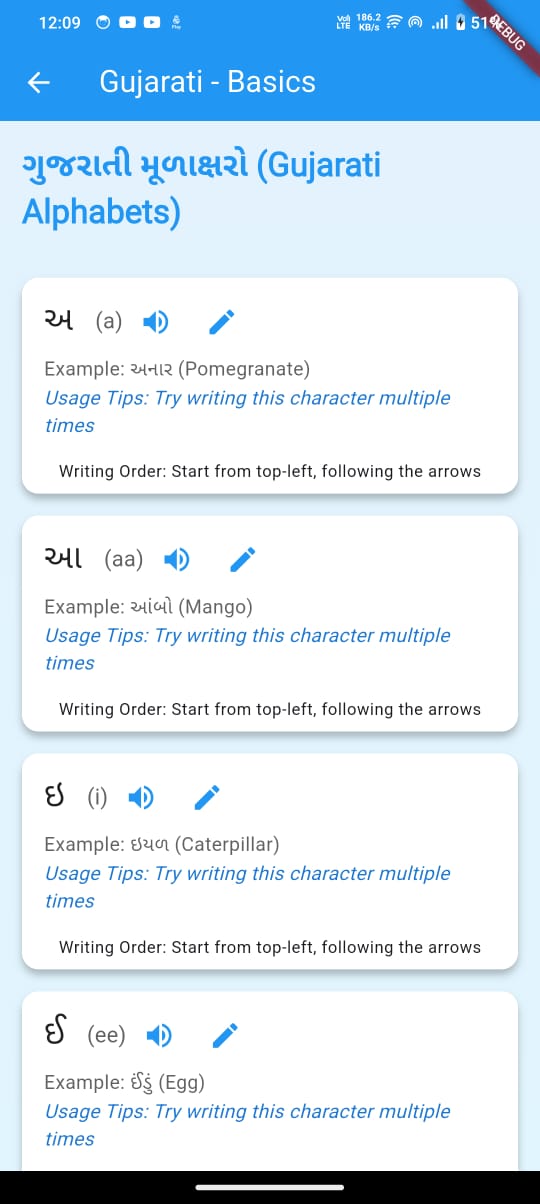 12:09
Volj LTE 186.2 KB/s 51%
DEBUG
Gujarati - Basics
ગુજરાતી મૂળાક્ષરો (Gujarati
Alphabets)
અ (a)
Example: અનાર (Pomegranate)
Usage Tips: Try writing this character multiple
times
Writing Order: Start from top-left, following the arrows
આ (aa)
Example: આંબો (Mango)
Usage Tips: Try writing this character multiple
times
Writing Order: Start from top-left, following the arrows
ઇ (i)
Example: ઇયળ (Caterpillar)
Usage Tips: Try writing this character multiple
times
Writing Order: Start from top-left, following the arrows
ઈ (ee)
Example: ઈંડું (Egg)
Usage Tips: Try writing this character multiple
times